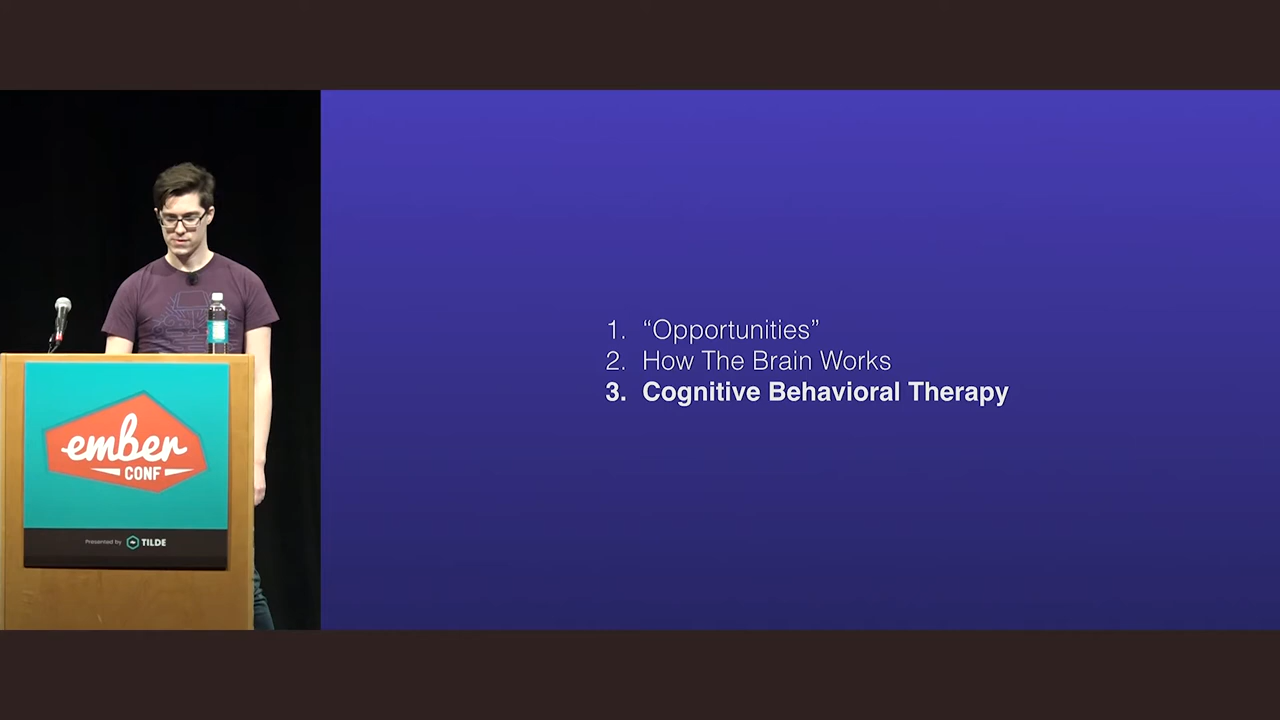 ember
CONF
Presented by TILDE
1. “Opportunities”
2. How The Brain Works
3. Cognitive Behavioral Therapy